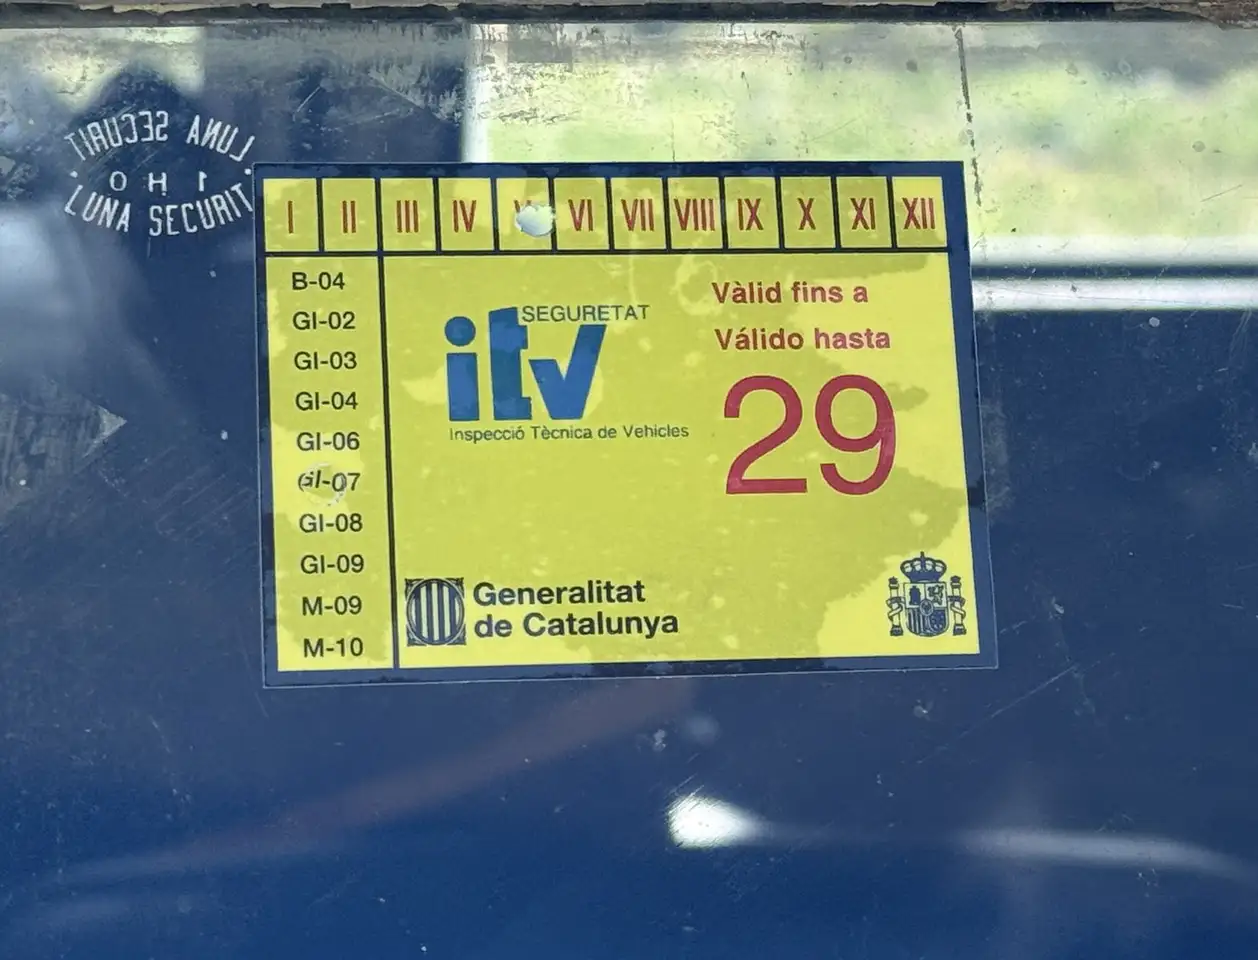 LUNA SECURIT
1 H O
LUNA SECURIT
I II III IV V VI VII VIII IX X XI XII
B-04
GI-02
GI-03
GI-04
GI-06
GI-07
GI-08
GI-09
M-09
M-10
SEGURETAT
itv
Inspecció Tècnica de Vehicles
Vàlid fins a
Válido hasta
29
Generalitat
de Catalunya